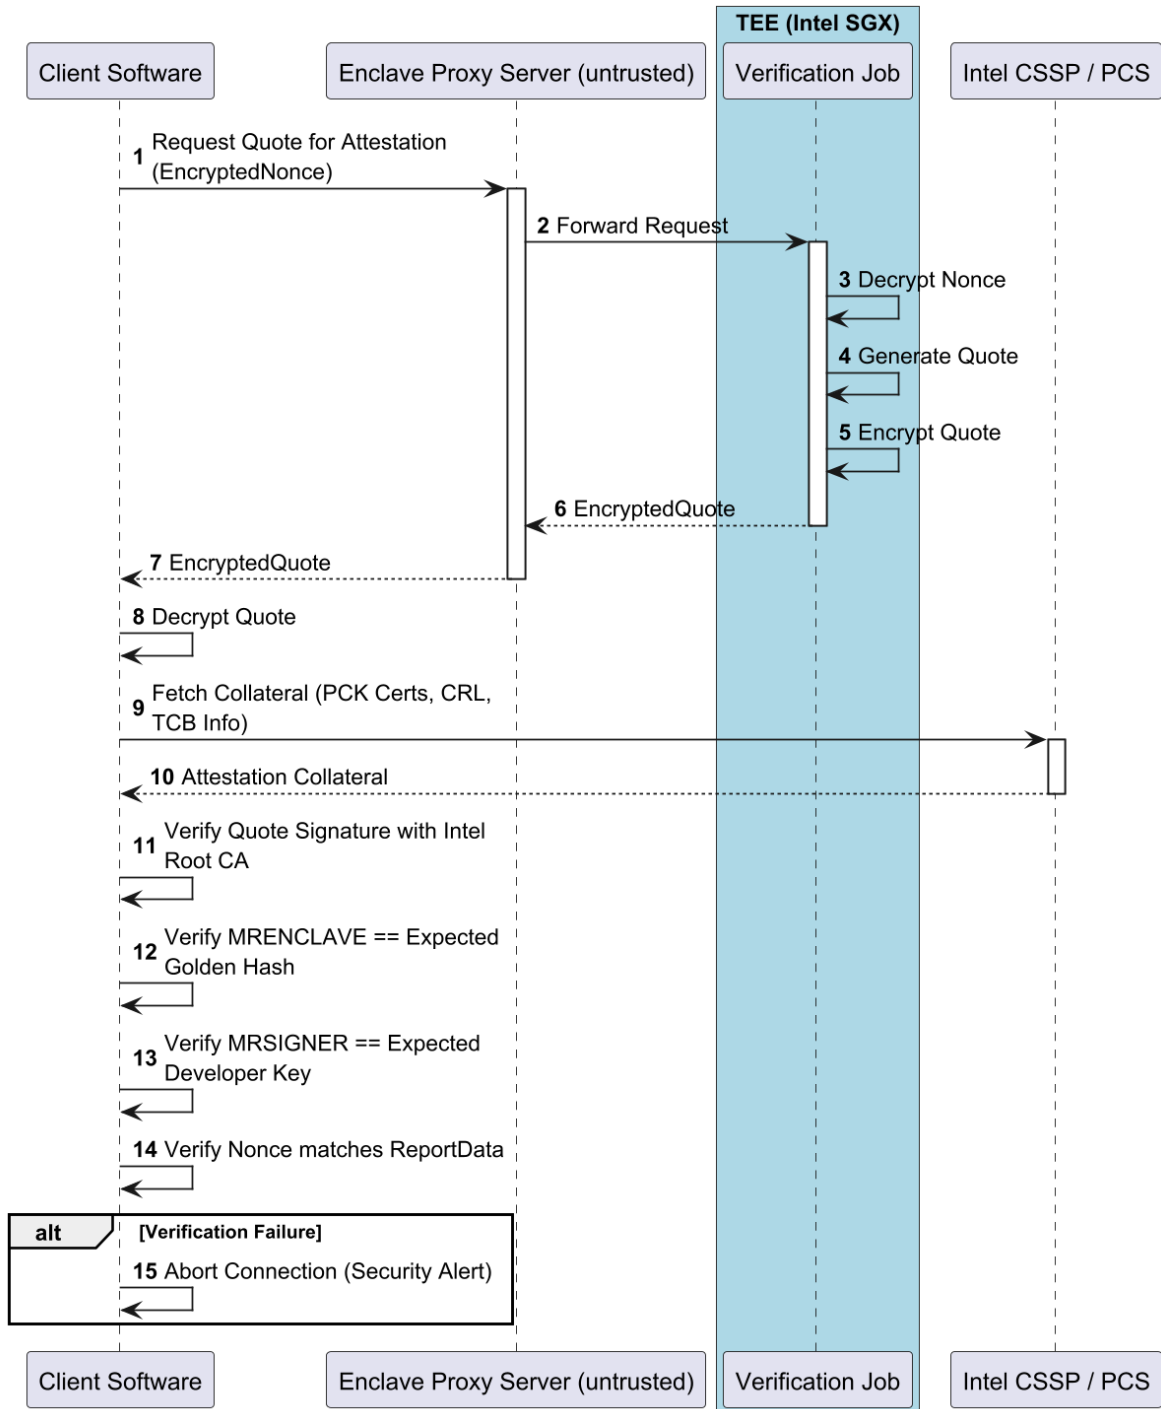 TEE (Intel SGX)
Client Software
Enclave Proxy Server (untrusted)
Verification Job
Intel CSSP / PCS
1 Request Quote for Attestation
(EncryptedNonce)
2 Forward Request
3 Decrypt Nonce
4 Generate Quote
5 Encrypt Quote
6 EncryptedQuote
7 EncryptedQuote
8 Decrypt Quote
9 Fetch Collateral (PCK Certs, CRL,
TCB Info)
10 Attestation Collateral
11 Verify Quote Signature with Intel
Root CA
12 Verify MRENCLAVE == Expected
Golden Hash
13 Verify MRSIGNER == Expected
Developer Key
14 Verify Nonce matches ReportData
alt [Verification Failure]
15 Abort Connection (Security Alert)
Client Software
Enclave Proxy Server (untrusted)
Verification Job
Intel CSSP / PCS